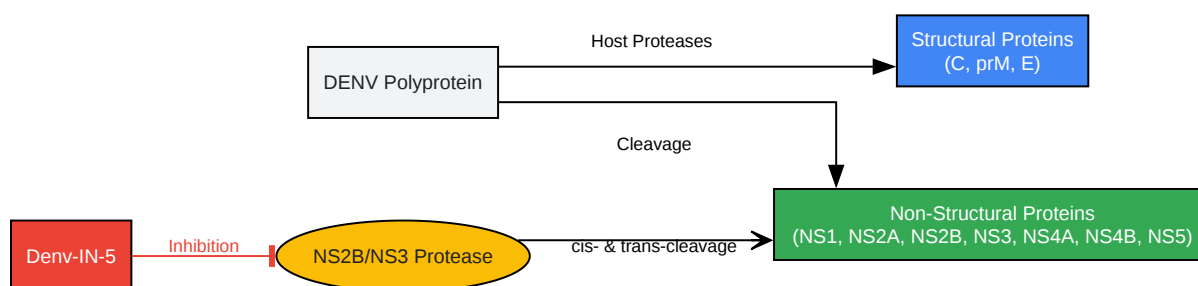 Host Proteases
Structural Proteins
(C, prM, E)
DENV Polyprotein
Cleavage
Non-Structural Proteins
(NS1, NS2A, NS2B, NS3, NS4A, NS4B, NS5)
Denv-IN-5
Inhibition
NS2B/NS3 Protease
cis- & trans-cleavage